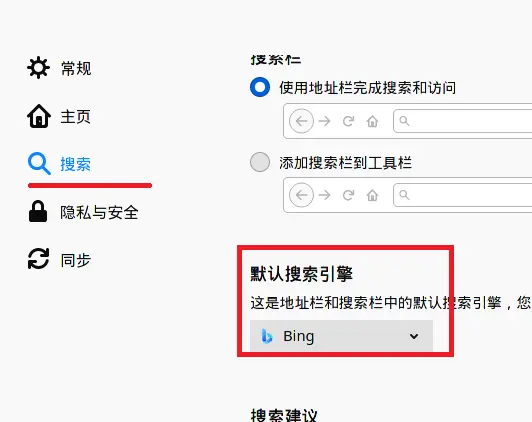 常规
主页
搜索
隐私与安全
同步
搜索栏
使用地址栏完成搜索和访问
添加搜索栏到工具栏
默认搜索引擎
这是地址栏和搜索栏中的默认搜索引擎，您
Bing
搜索建议